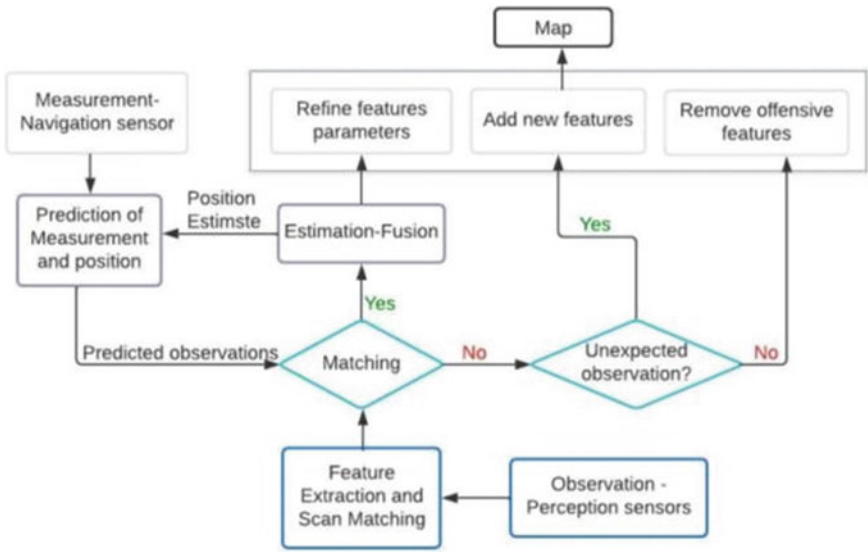 Map
Measurement-
Navigation sensor
Refine features
parameters
Add new features
Remove offensive
features
Prediction of
Measurement
and position
Position
Estimste
Estimation-Fusion
Yes
Yes
Predicted observations
Matching
No
Unexpected
observation?
No
Feature
Extraction and
Scan Matching
Observation -
Perception sensors